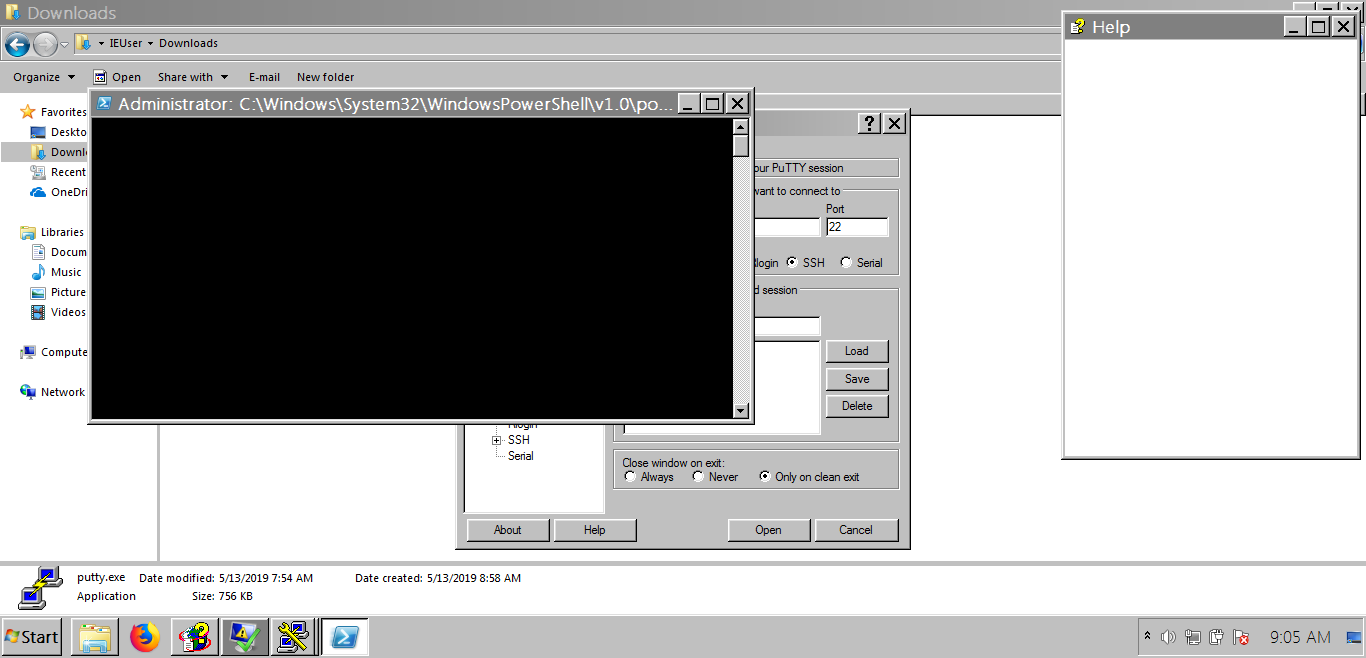 Downloads
IEUser
Downloads
Organize
Open
Share with
E-mail
New folder
Favorites
Deskto
Downl
Recent
OneDri
Libraries
Docum
Music
Picture
Videos
Compute
Network
Administrator: C:\Windows\System32\WindowsPowerShell\v1.0\po...
Help
our PuTTY session
want to connect to
Port
22
Rlogin
SSH
Serial
d session
Load
Save
Delete
Rlogin
SSH
Serial
Close window on exit:
Always
Never
Only on clean exit
About
Help
Open
Cancel
putty.exe Date modified: 5/13/2019 7:54 AM Date created: 5/13/2019 8:58 AM
Application Size: 756 KB
Start
9:05 AM